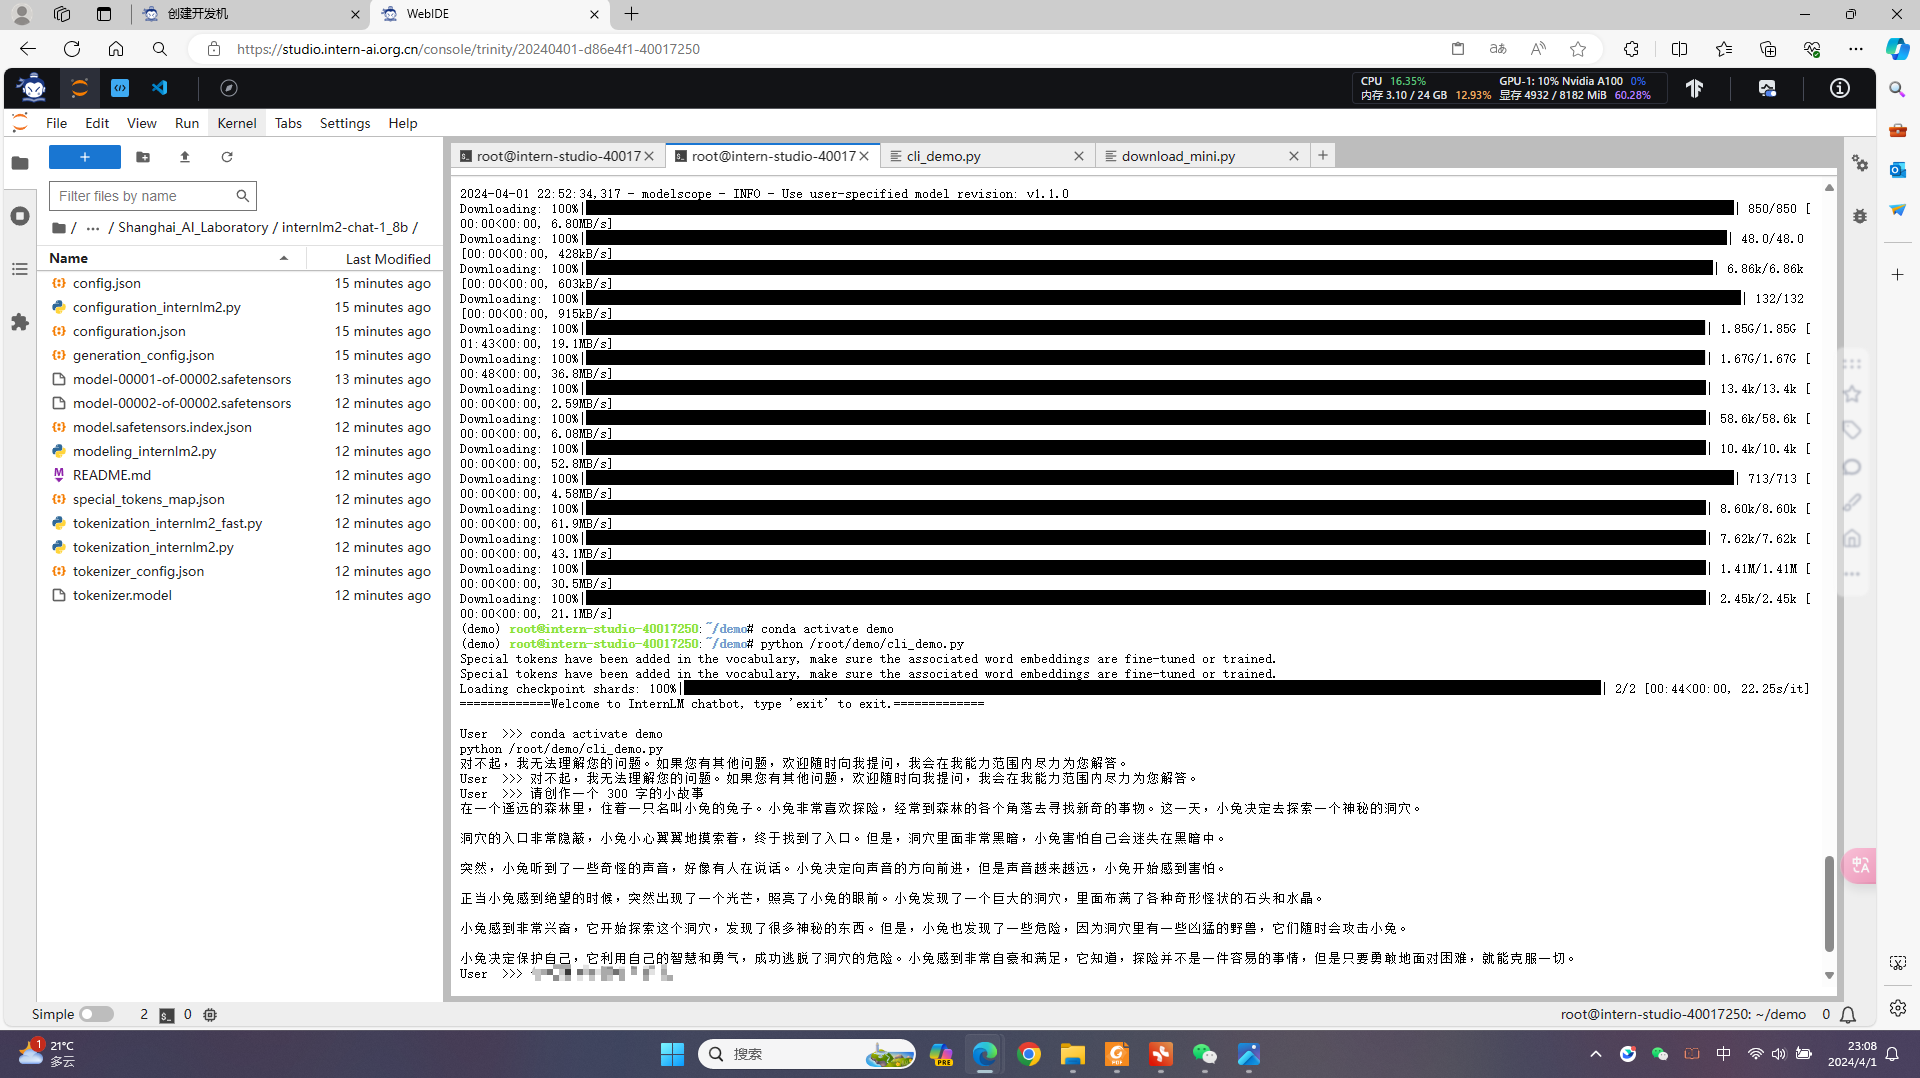 创建开发机
WebIDE
https://studio.intern-ai.org.cn/console/trinity/20240401-d86e4f1-40017250
CPU 16.35% GPU-1: 10% Nvidia A100 0%
内存 3.10 / 24 GB 12.93% 显存 4932 / 8182 MiB 60.28%
File Edit View Run Kernel Tabs Settings Help
root@intern-studio-40017 root@intern-studio-40017 cli_demo.py download_mini.py
Filter files by name
/ ... / Shanghai_AI_Laboratory / internlm2-chat-1_8b /
Name Last Modified
config.json 15 minutes ago
configuration_internlm2.py 15 minutes ago
configuration.json 15 minutes ago
generation_config.json 15 minutes ago
model-00001-of-00002.safetensors 13 minutes ago
model-00002-of-00002.safetensors 12 minutes ago
model.safetensors.index.json 12 minutes ago
modeling_internlm2.py 12 minutes ago
README.md 12 minutes ago
special_tokens_map.json 12 minutes ago
tokenization_internlm2_fast.py 12 minutes ago
tokenization_internlm2.py 12 minutes ago
tokenizer_config.json 12 minutes ago
tokenizer.model 12 minutes ago
2024-04-01 22:52:34,317 - modelscope - INFO - Use user-specified model revision: v1.1.0
Downloading: 100%| | 850/850 [
00:00<00:00, 6.80MB/s]
Downloading: 100%| | 48.0/48.0
[00:00<00:00, 428kB/s]
Downloading: 100%| | 6.86k/6.86k
[00:00<00:00, 603kB/s]
Downloading: 100%| | 132/132
[00:00<00:00, 915kB/s]
Downloading: 100%| | 1.85G/1.85G [
01:43<00:00, 19.1MB/s]
Downloading: 100%| | 1.67G/1.67G [
00:48<00:00, 36.8MB/s]
Downloading: 100%| | 13.4k/13.4k [
00:00<00:00, 2.59MB/s]
Downloading: 100%| | 58.6k/58.6k [
00:00<00:00, 6.08MB/s]
Downloading: 100%| | 10.4k/10.4k [
00:00<00:00, 52.8MB/s]
Downloading: 100%| | 713/713 [
00:00<00:00, 4.58MB/s]
Downloading: 100%| | 8.60k/8.60k [
00:00<00:00, 61.9MB/s]
Downloading: 100%| | 7.62k/7.62k [
00:00<00:00, 43.1MB/s]
Downloading: 100%| | 1.41M/1.41M [
00:00<00:00, 30.5MB/s]
Downloading: 100%| | 2.45k/2.45k [
00:00<00:00, 21.1MB/s]
(demo) root@intern-studio-40017250:~/demo# conda activate demo
(demo) root@intern-studio-40017250:~/demo# python /root/demo/cli_demo.py
Special tokens have been added in the vocabulary, make sure the associated word embeddings are fine-tuned or trained.
Special tokens have been added in the vocabulary, make sure the associated word embeddings are fine-tuned or trained.
Loading checkpoint shards: 100%| | 2/2 [00:44<00:00, 22.25s/it]
=============Welcome to InternLM chatbot, type 'exit' to exit.=============
User >>> conda activate demo
python /root/demo/cli_demo.py
对不起，我无法理解您的问题。如果您有其他问题，欢迎随时向我提问，我会在我能力范围内尽力为您解答。
User >>> 对不起，我无法理解您的问题。如果您有其他问题，欢迎随时向我提问，我会在我能力范围内尽力为您解答。
User >>> 请创作一个 300 字的小故事
在一个遥远的森林里，住着一只名叫小兔的兔子。小兔非常喜欢探险，经常到森林的各个角落去寻找新奇的事物。这一天，小兔决定去探索一个神秘的洞穴。
洞穴的入口非常隐蔽，小兔小心翼翼地摸索着，终于找到了入口。但是，洞穴里面非常黑暗，小兔害怕自己会迷失在黑暗中。
突然，小兔听到了一些奇怪的声音，好像有人在说话。小兔决定向声音的方向前进，但是声音越来越远，小兔开始感到害怕。
正当小兔感到绝望的时候，突然出现了一个光芒，照亮了小兔的眼前。小兔发现了一个巨大的洞穴，里面布满了各种奇形怪状的石头和水晶。
小兔感到非常兴奋，它开始探索这个洞穴，发现了很多神秘的东西。但是，小兔也发现了一些危险，因为洞穴里有一些凶猛的野兽，它们随时会攻击小兔。
小兔决定保护自己，它利用自己的智慧和勇气，成功逃脱了洞穴的危险。小兔感到非常自豪和满足，它知道，探险并不是一件容易的事情，但是只要勇敢地面对困难，就能克服一切。
User >>>
Simple 2 0 root@intern-studio-40017250: ~/demo 0
1 21°C
多云
搜索
PRE
中
23:08
2024/4/1